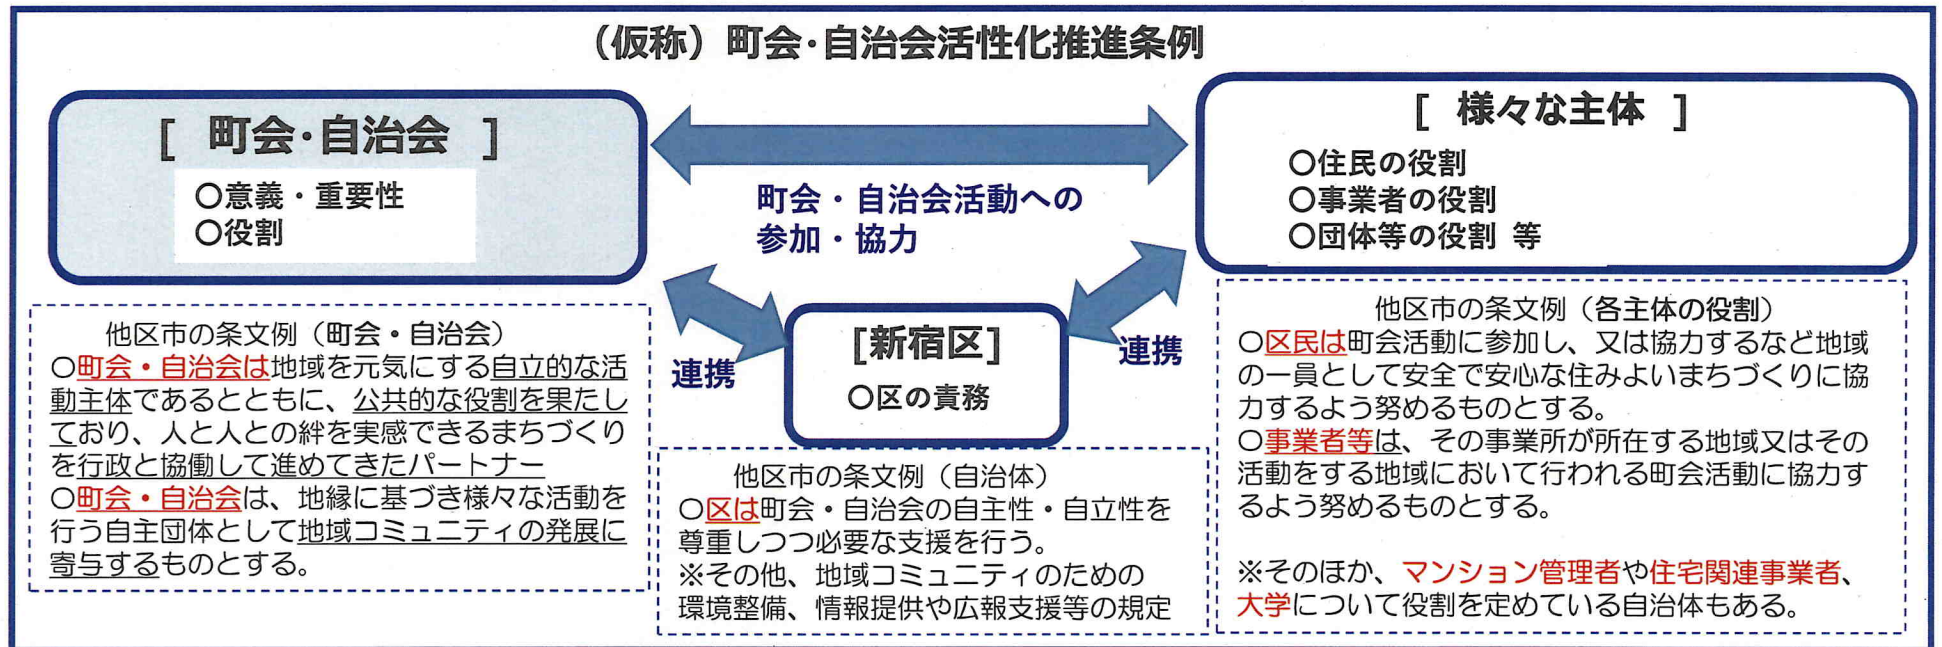 （仮称）町会・自治会活性化推進条例
［ 町会・自治会 ］
〇意義・重要性
〇役割
町会・自治会活動への
参加・協力
［ 様々な主体 ］
〇住民の役割
〇事業者の役割
〇団体等の役割 等
連携
［新宿区］
〇区の責務
連携
他区市の条文例（町会・自治会）
〇町会・自治会は地域を元気にする自立的な活
動主体であるとともに、公共的な役割を果たし
ており、人と人との絆を実感できるまちづくり
を行政と協働して進めてきたパートナー
〇町会・自治会は、地縁に基づき様々な活動を
行う自主団体として地域コミュニティの発展に
寄与するものとする。
他区市の条文例（自治体）
〇区は町会・自治会の自主性・自立性を
尊重しつつ必要な支援を行う。
※その他、地域コミュニティのための
環境整備、情報提供や広報支援等の規定
他区市の条文例（各主体の役割）
〇区民は町会活動に参加し、又は協力するなど地域
の一員として安全で安心な住みよいまちづくりに協
力するよう努めるものとする。
〇事業者等は、その事業所が所在する地域又はその
活動をする地域において行われる町会活動に協力す
るよう努めるものとする。
※そのほか、マンション管理者や住宅関連事業者、
大学について役割を定めている自治体もある。